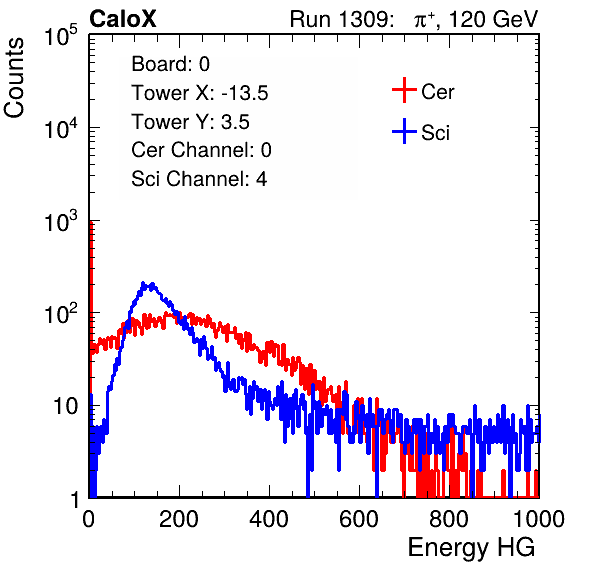 CaloX Run 1309: π⁺, 120 GeV
Board: 0
Tower X: -13.5
Tower Y: 3.5
Cer Channel: 0
Sci Channel: 4
Cer
Sci
Counts
10⁵
10⁴
10³
10²
10
1
0 200 400 600 800 1000
Energy HG